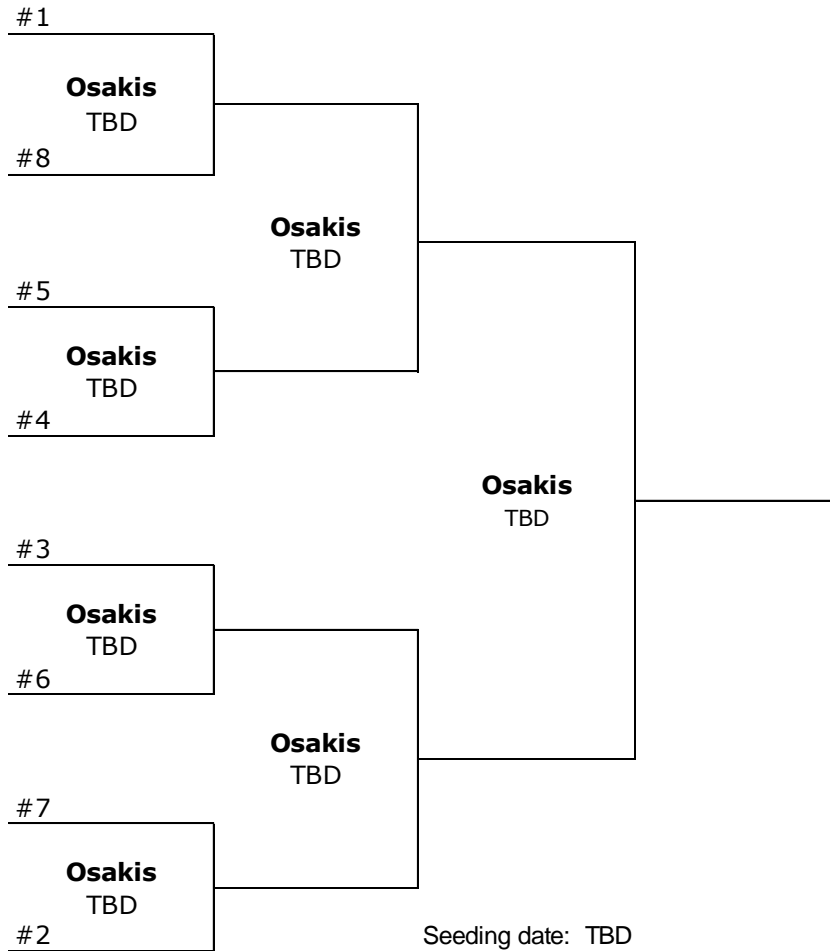 #1
Osakis
TBD
#8
Osakis
TBD
#5
Osakis
TBD
#4
Osakis
TBD
#3
Osakis
TBD
#6
Osakis
TBD
#7
Osakis
TBD
#2
Seeding date: TBD